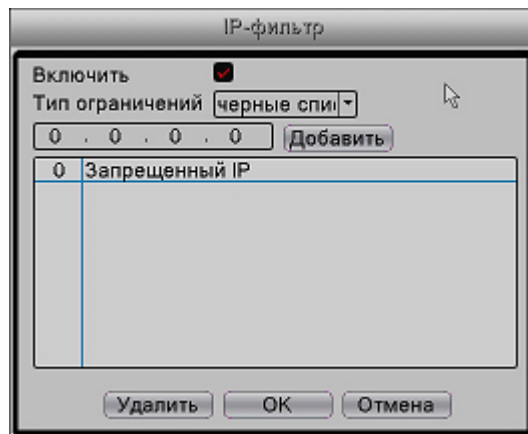 IP-фильтр
Включить
Тип ограничений черные спи
0 . 0 . 0 . 0 Добавить
0 Запрещенный IP
Удалить OK Отмена